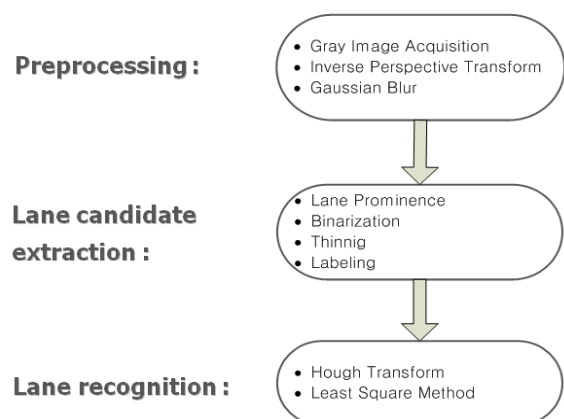 Preprocessing :
• Gray Image Acquisition
• Inverse Perspective Transform
• Gaussian Blur
Lane candidate
extraction :
• Lane Prominence
• Binarization
• Thinnig
• Labeling
Lane recognition :
• Hough Transform
• Least Square Method